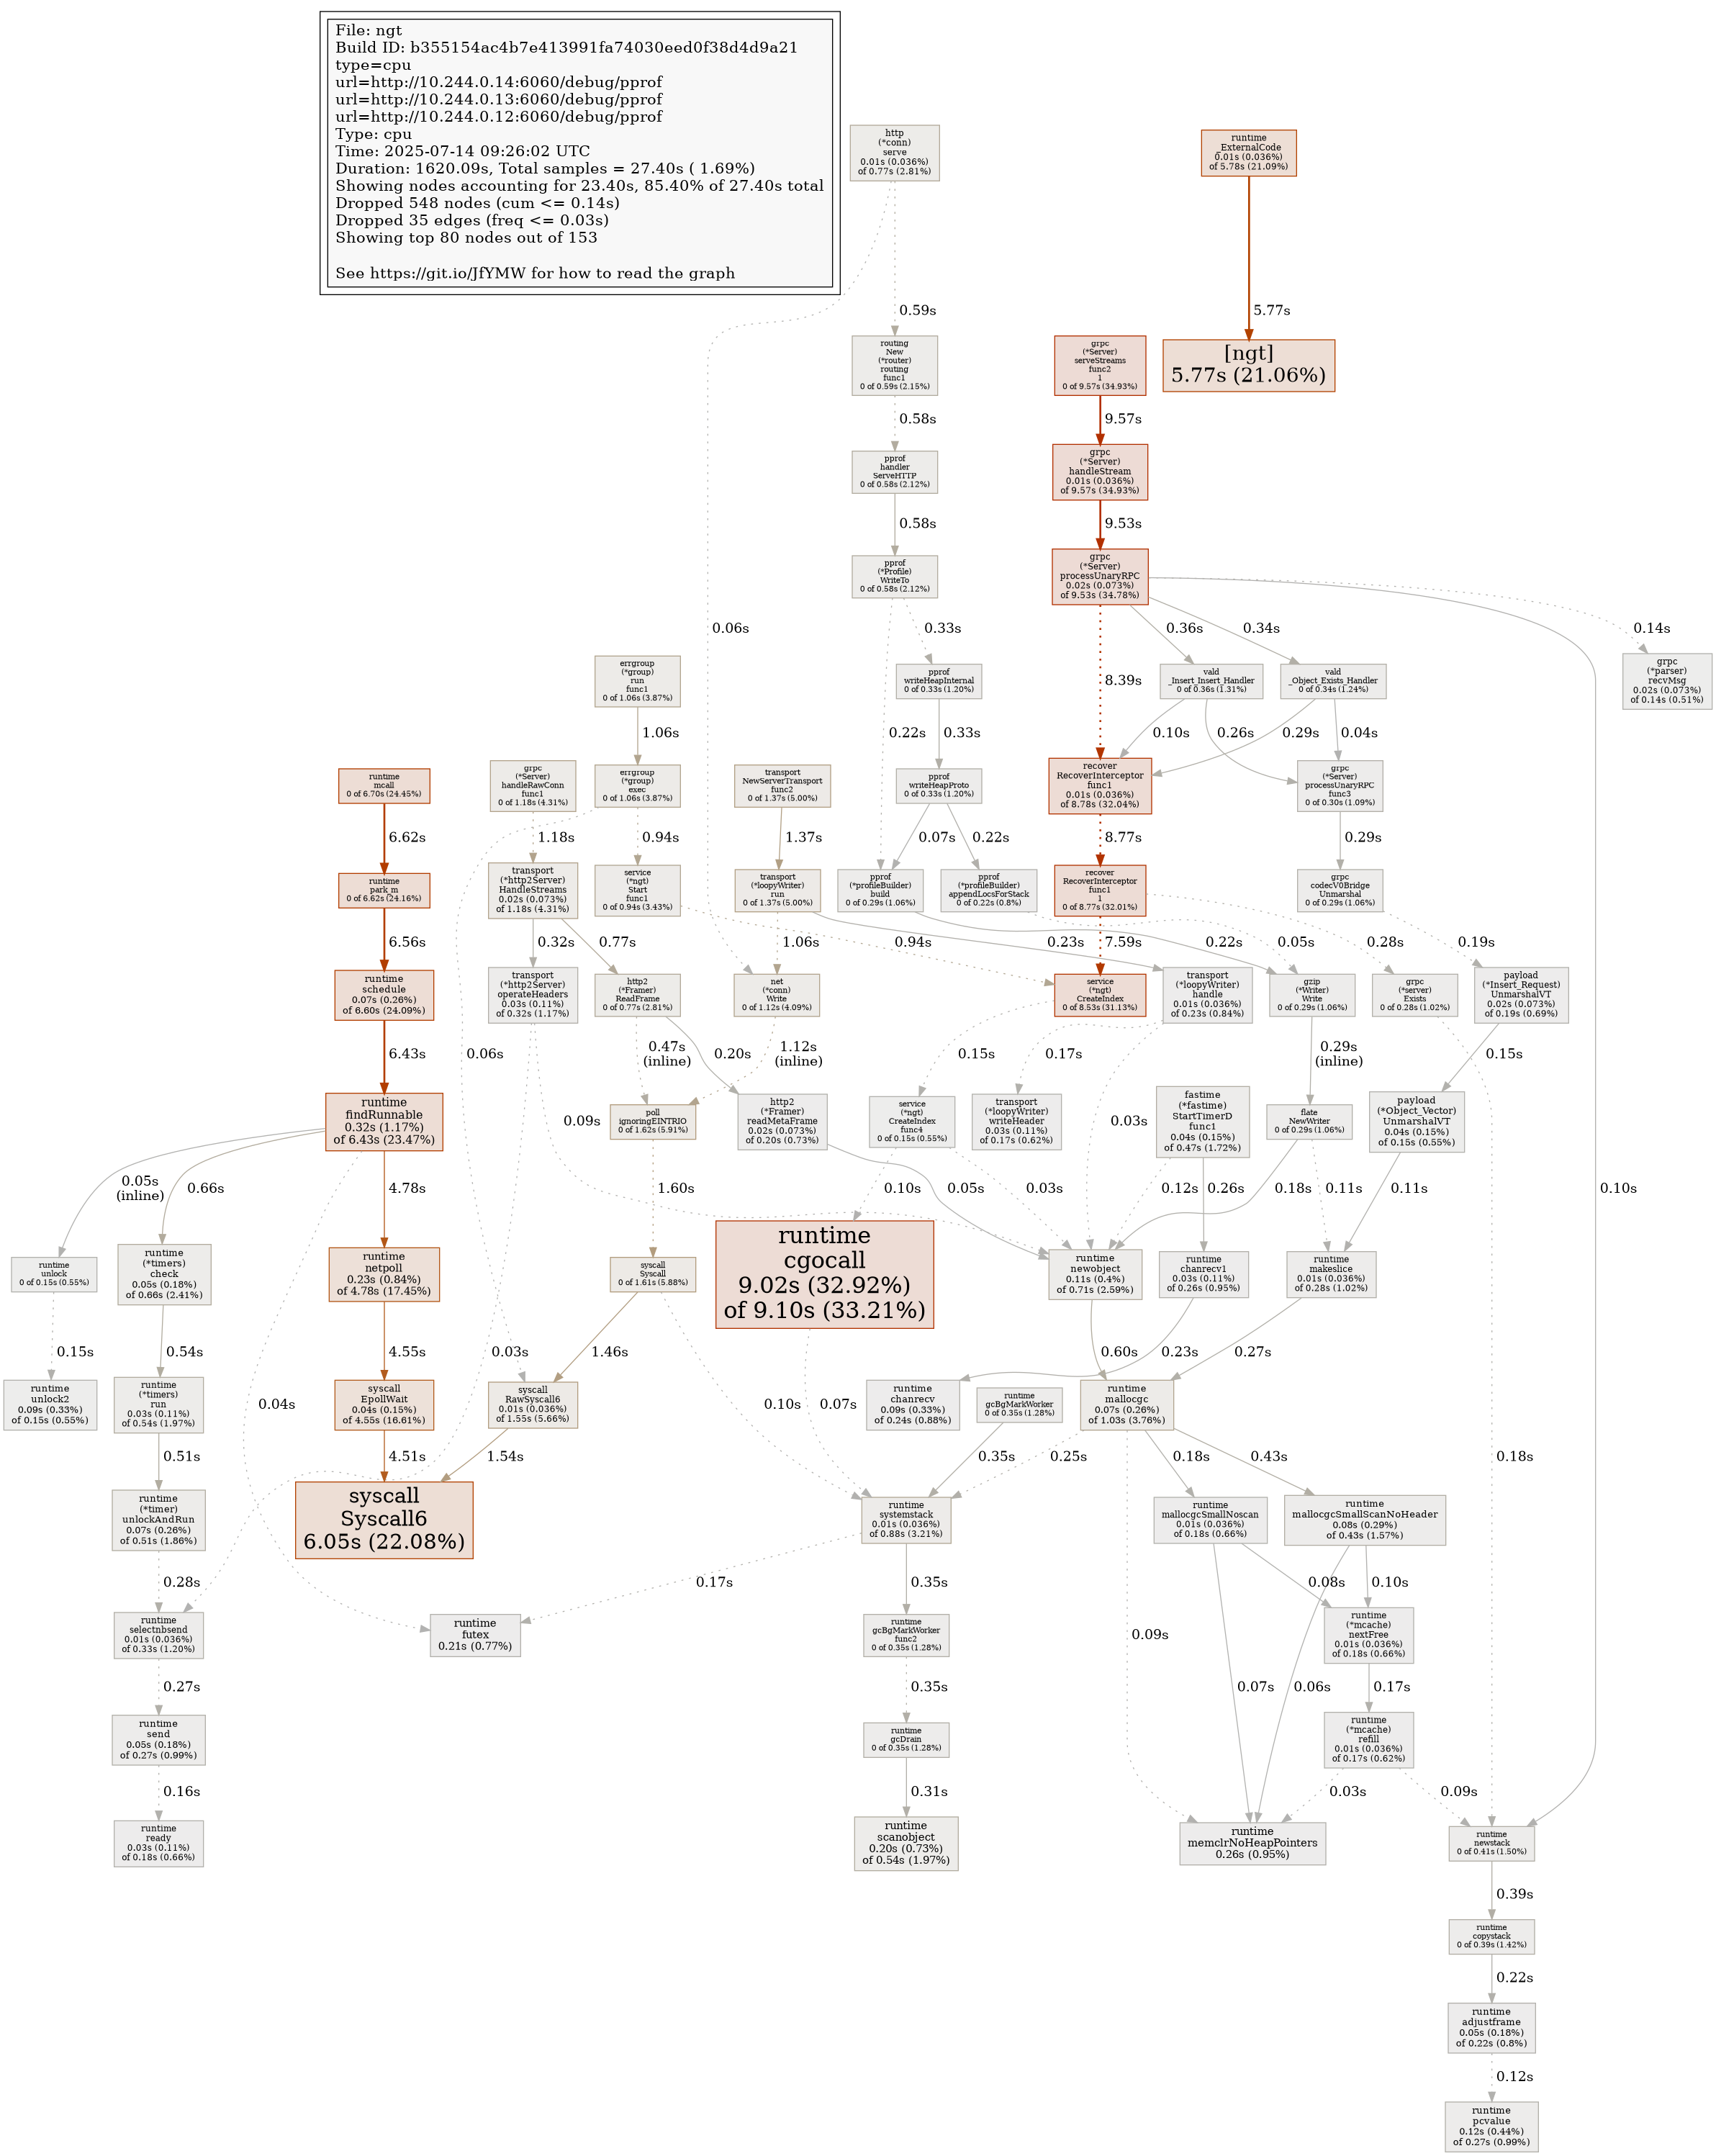 File: ngt
Build ID: b355154ac4b7e413991fa74030eed0f38d4d9a21
type=cpu
url=http://10.244.0.14:6060/debug/pprof
url=http://10.244.0.13:6060/debug/pprof
url=http://10.244.0.12:6060/debug/pprof
Type: cpu
Time: 2025-07-14 09:26:02 UTC
Duration: 1620.09s, Total samples = 27.40s ( 1.69%)
Showing nodes accounting for 23.40s, 85.40% of 27.40s total
Dropped 548 nodes (cum <= 0.14s)
Dropped 35 edges (freq <= 0.03s)
Showing top 80 nodes out of 153
See https://git.io/JfYMW for how to read the graph
http
(*conn)
serve
0.01s (0.036%)
of 0.77s (2.81%)
runtime
_ExternalCode
0.01s (0.036%)
of 5.78s (21.09%)
0.59s
5.77s
routing
New
(*router)
routing
func1
0 of 0.59s (2.15%)
grpc
(*Server)
serveStreams
func2
1
0 of 9.57s (34.93%)
[ngt]
5.77s (21.06%)
0.58s
9.57s
pprof
handler
ServeHTTP
0 of 0.58s (2.12%)
grpc
(*Server)
handleStream
0.01s (0.036%)
of 9.57s (34.93%)
0.58s
9.53s
pprof
(*Profile)
WriteTo
0 of 0.58s (2.12%)
grpc
(*Server)
processUnaryRPC
0.02s (0.073%)
of 9.53s (34.78%)
0.06s
0.33s
0.36s
0.34s
0.14s
errgroup
(*group)
run
func1
0 of 1.06s (3.87%)
pprof
writeHeapInternal
0 of 0.33s (1.20%)
8.39s
vald
_Insert_Insert_Handler
0 of 0.36s (1.31%)
vald
_Object_Exists_Handler
0 of 0.34s (1.24%)
grpc
(*parser)
recvMsg
0.02s (0.073%)
of 0.14s (0.51%)
1.06s
0.22s
0.33s
0.10s
0.26s
0.29s
0.04s
runtime
mcall
0 of 6.70s (24.45%)
grpc
(*Server)
handleRawConn
func1
0 of 1.18s (4.31%)
errgroup
(*group)
exec
0 of 1.06s (3.87%)
transport
NewServerTransport
func2
0 of 1.37s (5.00%)
pprof
writeHeapProto
0 of 0.33s (1.20%)
recover
RecoverInterceptor
func1
0.01s (0.036%)
of 8.78s (32.04%)
grpc
(*Server)
processUnaryRPC
func3
0 of 0.30s (1.09%)
6.62s
1.18s
0.94s
1.37s
0.07s
0.22s
8.77s
0.29s
runtime
park_m
0 of 6.62s (24.16%)
transport
(*http2Server)
HandleStreams
0.02s (0.073%)
of 1.18s (4.31%)
service
(*ngt)
Start
func1
0 of 0.94s (3.43%)
transport
(*loopyWriter)
run
0 of 1.37s (5.00%)
pprof
(*profileBuilder)
build
0 of 0.29s (1.06%)
pprof
(*profileBuilder)
appendLocsForStack
0 of 0.22s (0.8%)
recover
RecoverInterceptor
func1
1
0 of 8.77s (32.01%)
grpc
codecV0Bridge
Unmarshal
0 of 0.29s (1.06%)
6.56s
0.32s
0.77s
0.94s
1.06s
0.23s
0.22s
0.05s
7.59s
0.28s
0.19s
runtime
schedule
0.07s (0.26%)
of 6.60s (24.09%)
transport
(*http2Server)
operateHeaders
0.03s (0.11%)
of 0.32s (1.17%)
http2
(*Framer)
ReadFrame
0 of 0.77s (2.81%)
net
(*conn)
Write
0 of 1.12s (4.09%)
service
(*ngt)
CreateIndex
0 of 8.53s (31.13%)
transport
(*loopyWriter)
handle
0.01s (0.036%)
of 0.23s (0.84%)
gzip
(*Writer)
Write
0 of 0.29s (1.06%)
grpc
(*server)
Exists
0 of 0.28s (1.02%)
payload
(*Insert_Request)
UnmarshalVT
0.02s (0.073%)
of 0.19s (0.69%)
6.43s
0.06s
0.47s
(inline)
0.20s
1.12s
(inline)
0.15s
0.17s
0.29s
(inline)
0.15s
runtime
findRunnable
0.32s (1.17%)
of 6.43s (23.47%)
0.09s
poll
ignoringEINTRIO
0 of 1.62s (5.91%)
http2
(*Framer)
readMetaFrame
0.02s (0.073%)
of 0.20s (0.73%)
service
(*ngt)
CreateIndex
func4
0 of 0.15s (0.55%)
transport
(*loopyWriter)
writeHeader
0.03s (0.11%)
of 0.17s (0.62%)
0.03s
fastime
(*fastime)
StartTimerD
func1
0.04s (0.15%)
of 0.47s (1.72%)
flate
NewWriter
0 of 0.29s (1.06%)
payload
(*Object_Vector)
UnmarshalVT
0.04s (0.15%)
of 0.15s (0.55%)
0.05s
(inline)
0.66s
4.78s
1.60s
0.10s
0.05s
0.03s
0.12s
0.26s
0.18s
0.11s
0.11s
0.10s
runtime
unlock
0 of 0.15s (0.55%)
runtime
(*timers)
check
0.05s (0.18%)
of 0.66s (2.41%)
runtime
netpoll
0.23s (0.84%)
of 4.78s (17.45%)
syscall
Syscall
0 of 1.61s (5.88%)
runtime
cgocall
9.02s (32.92%)
of 9.10s (33.21%)
runtime
newobject
0.11s (0.4%)
of 0.71s (2.59%)
runtime
chanrecv1
0.03s (0.11%)
of 0.26s (0.95%)
runtime
makeslice
0.01s (0.036%)
of 0.28s (1.02%)
0.15s
0.54s
4.55s
0.03s
1.46s
0.60s
0.23s
0.27s
runtime
unlock2
0.09s (0.33%)
of 0.15s (0.55%)
runtime
(*timers)
run
0.03s (0.11%)
of 0.54s (1.97%)
0.04s
syscall
EpollWait
0.04s (0.15%)
of 4.55s (16.61%)
syscall
RawSyscall6
0.01s (0.036%)
of 1.55s (5.66%)
0.10s
0.07s
runtime
chanrecv
0.09s (0.33%)
of 0.24s (0.88%)
runtime
gcBgMarkWorker
0 of 0.35s (1.28%)
runtime
mallocgc
0.07s (0.26%)
of 1.03s (3.76%)
0.51s
4.51s
1.54s
0.35s
0.25s
0.18s
0.43s
0.18s
runtime
(*timer)
unlockAndRun
0.07s (0.26%)
of 0.51s (1.86%)
syscall
Syscall6
6.05s (22.08%)
runtime
systemstack
0.01s (0.036%)
of 0.88s (3.21%)
runtime
mallocgcSmallNoscan
0.01s (0.036%)
of 0.18s (0.66%)
runtime
mallocgcSmallScanNoHeader
0.08s (0.29%)
of 0.43s (1.57%)
0.28s
0.17s
0.35s
0.08s
0.10s
runtime
selectnbsend
0.01s (0.036%)
of 0.33s (1.20%)
runtime
futex
0.21s (0.77%)
runtime
gcBgMarkWorker
func2
0 of 0.35s (1.28%)
0.09s
runtime
(*mcache)
nextFree
0.01s (0.036%)
of 0.18s (0.66%)
0.27s
0.35s
0.07s
0.06s
0.17s
runtime
send
0.05s (0.18%)
of 0.27s (0.99%)
runtime
gcDrain
0 of 0.35s (1.28%)
runtime
(*mcache)
refill
0.01s (0.036%)
of 0.17s (0.62%)
0.16s
0.31s
0.03s
0.09s
runtime
ready
0.03s (0.11%)
of 0.18s (0.66%)
runtime
scanobject
0.20s (0.73%)
of 0.54s (1.97%)
runtime
memclrNoHeapPointers
0.26s (0.95%)
runtime
newstack
0 of 0.41s (1.50%)
0.39s
runtime
copystack
0 of 0.39s (1.42%)
0.22s
runtime
adjustframe
0.05s (0.18%)
of 0.22s (0.8%)
0.12s
runtime
pcvalue
0.12s (0.44%)
of 0.27s (0.99%)